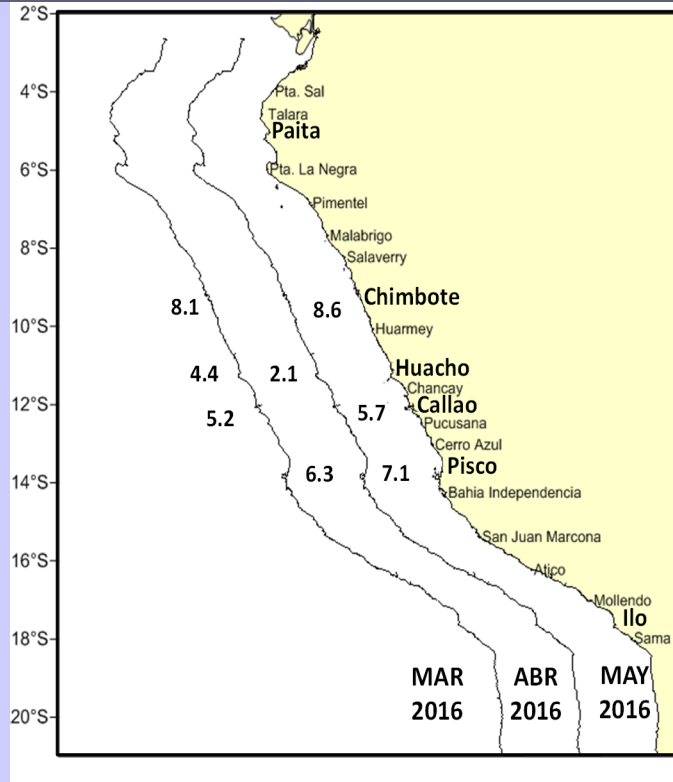 2°S
4°S
Pta. Sal
Talara
Paita
6°S
Pta. La Negra
Pimentel
Malabrigo
8°S
Salaverry
8.1
8.6
Chimbote
10°S
Huarmey
4.4
2.1
Huacho
Chancay
12°S
5.2
5.7
Callao
Pucusana
Cerro Azul
14°S
6.3
7.1
Pisco
Bahia Independencia
San Juan Marcona
16°S
Atico
Mollendo
Ilo
18°S
Sama
MAR
2016
ABR
2016
MAY
2016
20°S